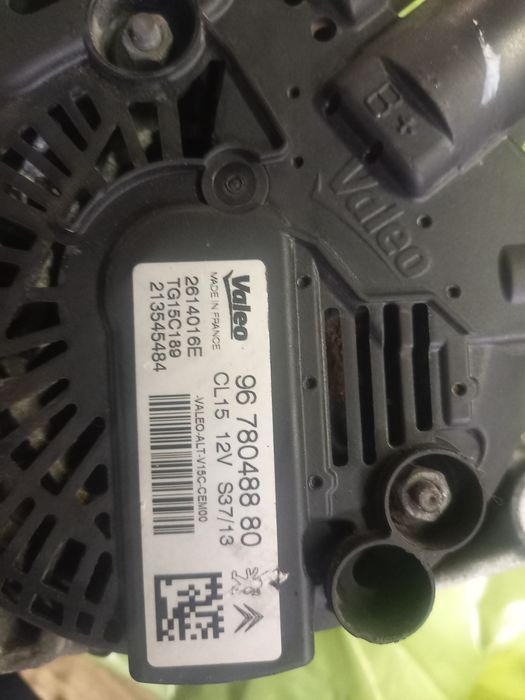 B+
Valeo
Valeo
MADE IN FRANCE
96 780488 80
CL15 12V S37/13
2614016E
TG15C189
213545484
-VALEO-ALT-V15C-CEM00